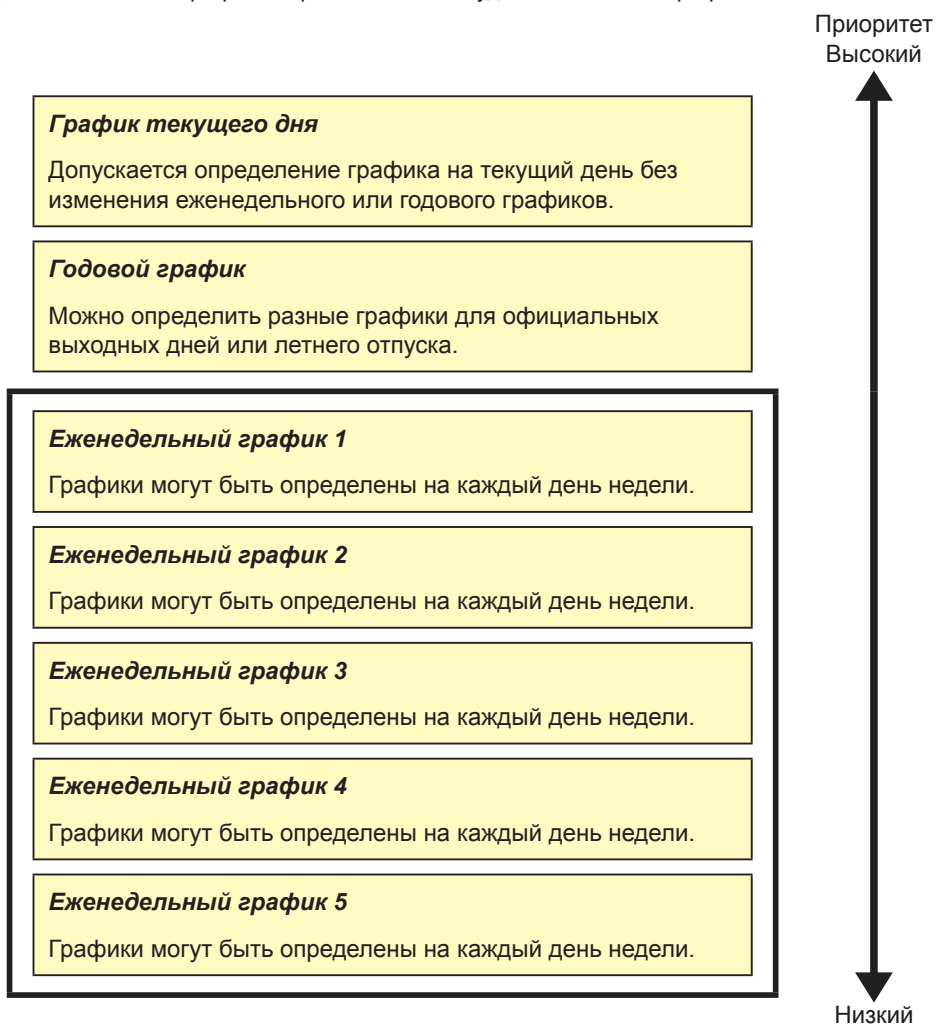 Приоритет
Высокий
График текущего дня
Допускается определение графика на текущий день без
изменения еженедельного или годового графиков.
Годовой график
Можно определить разные графики для официальных
выходных дней или летнего отпуска.
Еженедельный график 1
Графики могут быть определены на каждый день недели.
Еженедельный график 2
Графики могут быть определены на каждый день недели.
Еженедельный график 3
Графики могут быть определены на каждый день недели.
Еженедельный график 4
Графики могут быть определены на каждый день недели.
Еженедельный график 5
Графики могут быть определены на каждый день недели.
Низкий